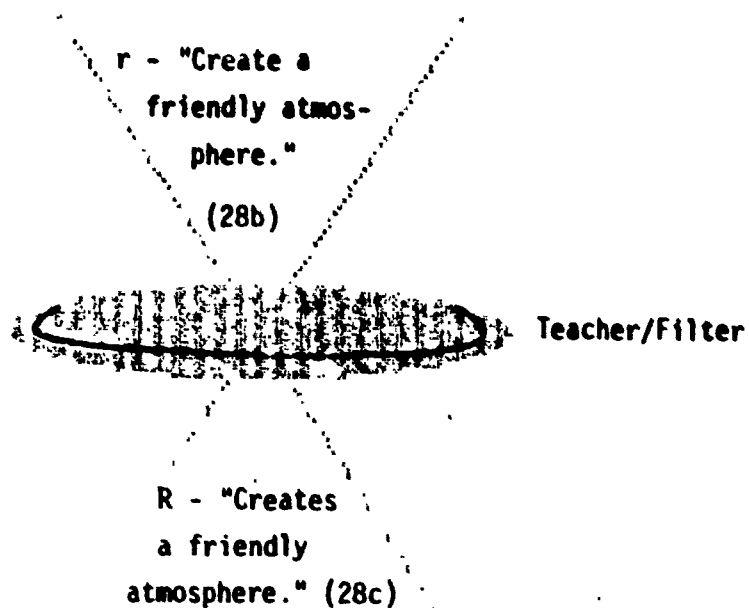 r - "Create a
friendly atmos-
phere."
(28b)
Teacher/Filter
R - "Creates
a friendly
atmosphere." (28c)